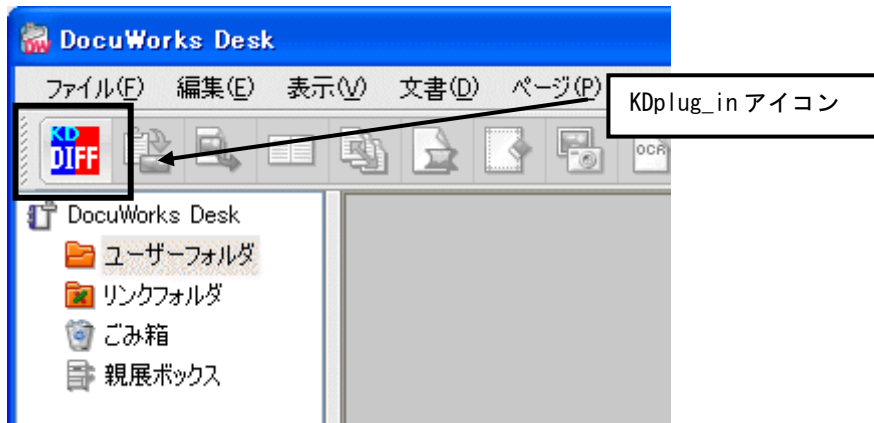 DocuWorks Desk
ファイル(F) 編集(E) 表示(V) 文書(D) ページ(P)
KDplug_in アイコン
KD
DIFF
OCR
DocuWorks Desk
ユーザーフォルダ
リンクフォルダ
ごみ箱
親展ボックス